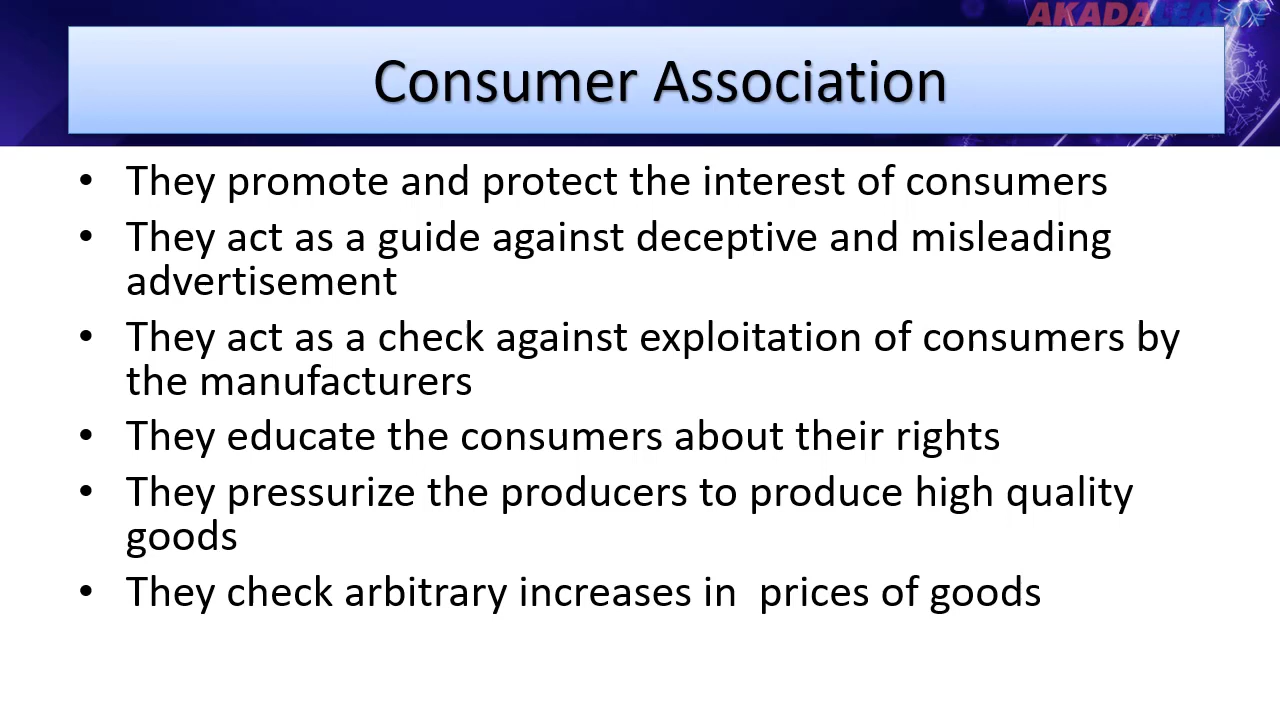 AKADALEARN
Consumer Association
• They promote and protect the interest of consumers
• They act as a guide against deceptive and misleading
advertisement
• They act as a check against exploitation of consumers by
the manufacturers
• They educate the consumers about their rights
• They pressurize the producers to produce high quality
goods
• They check arbitrary increases in  prices of goods